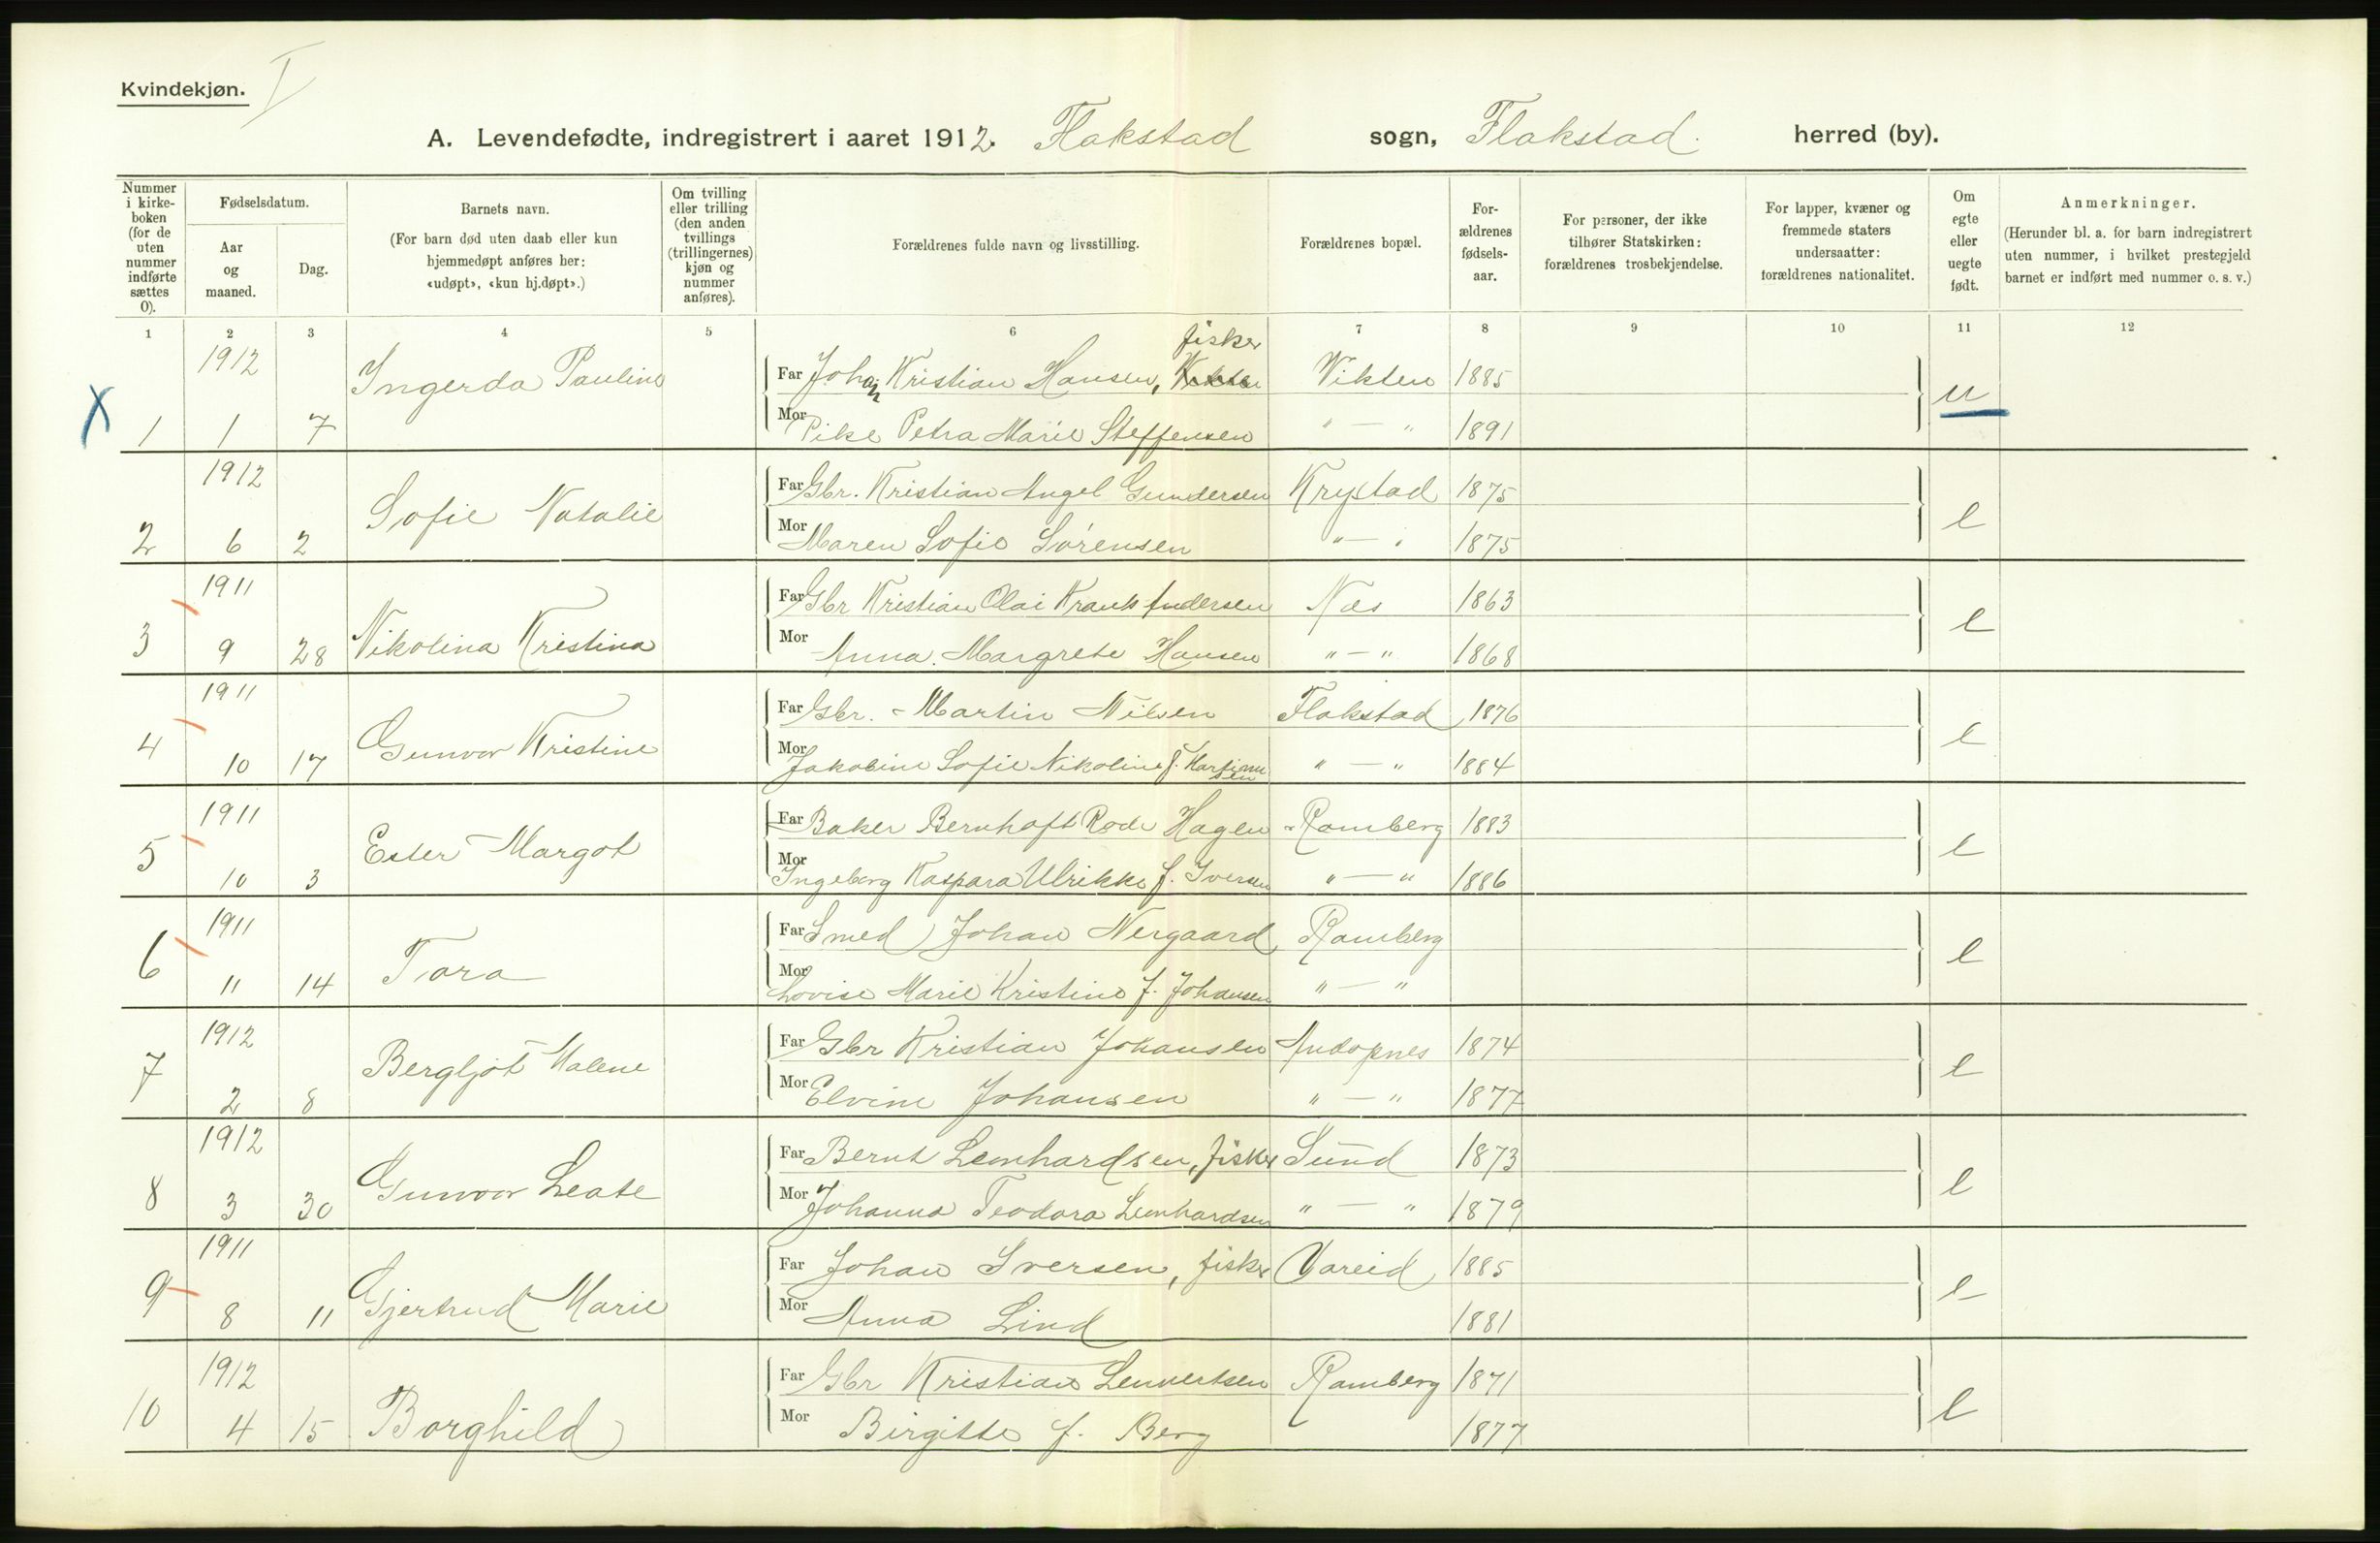 Kvindekjøn. I
A. Levendefødte, indregistrert i aaret 1912. Flakstad sogn, Flakstad. herred (by).
Nummer i kirkeboken (for de uten nummer indførte sættes 0).
Fødselsdatum.
Aar og maaned.
Dag.
Barnets navn.
(For barn død uten daab eller kun hjemmedøpt anføres her: «udøpt», «kun hj.døpt».)
Om tvilling eller trilling (den anden tvillings (trillingernes) kjøn og nummer anføres).
Forældrenes fulde navn og livsstilling.
Forældrenes bopæl.
Forældrenes fødselsaar.
For personer, der ikke tilhører Statskirken: forældrenes trosbekjendelse.
For lapper, kvæner og fremmede staters undersaatter: forældrenes nationalitet.
Om egte eller uegte født.
Anmerkninger.
(Herunder bl. a. for barn indregistrert uten nummer, i hvilket prestegjeld barnet er indført med nummer o. s. v.)
1 2 3 4 5 6 7 8 9 10 11 12
X 1 1912 1 7 Ingerda Pauline
Far Johan Kristian Hansen, fisker Vikten 1885 u
Mor Pike Petra Marie Steffensen " — " 1891
2 1912 6 2 Sofie Natalie
Far Gbr. Kristian Angel Gundersen Krystad 1875 e
Mor Maren Sofie Sørensen " — " 1875
3 1911 9 28 Nikolina Kristina
Far Gbr Kristian Olai Krants Andersen Næs 1863 e
Mor Anna Margrete Hansen " — " 1868
4 1911 10 17 Gunvor Kristine
Far Gbr. Martin Nilsen Flakstad 1876 e
Mor Jakobine Sofie Nikoline f. Martinussen " — " 1884
5 1911 10 3 Ester Margot
Far Baker Bernhoft Rode Hagen Ramberg 1883 e
Mor Ingeborg Kaspara Ulrikke f. Iversen " — " 1886
6 1911 11 14 Tora
Far Smed Johan Nergaard Ramberg e
Mor Lovise Marie Kristine f. Johansen " — "
7 1912 2 8 Bergljot Malene
Far Gbr Kristian Johansen Andopnes 1874 e
Mor Elvine Johansen " — " 1877
8 1912 3 30 Gunvor Leate
Far Bernt Leonhardsen, fisker Sund 1873 e
Mor Johanna Teodora Leonhardsen " — " 1879
9 1911 8 11 Gjertrud Marie
Far Johan Iversen, fisker Vareid 1885 e
Mor Anna Lind 1881
10 1912 4 15 Borghild
Far Gbr Kristian Lennertsen Ramberg 1871 e
Mor Birgitte f. Berg 1877